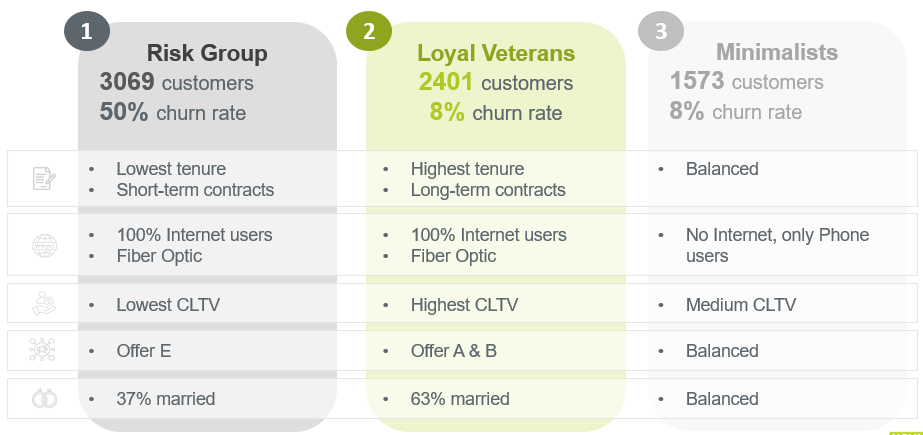 1
Risk Group
3069 customers
50% churn rate
2
Loyal Veterans
2401 customers
8% churn rate
3
Minimalists
1573 customers
8% churn rate
• Lowest tenure
• Short-term contracts
• Highest tenure
• Long-term contracts
• Balanced
• 100% Internet users
• Fiber Optic
• 100% Internet users
• Fiber Optic
• No Internet, only Phone
users
• Lowest CLTV
• Highest CLTV
• Medium CLTV
• Offer E
• Offer A & B
• Balanced
• 37% married
• 63% married
• Balanced